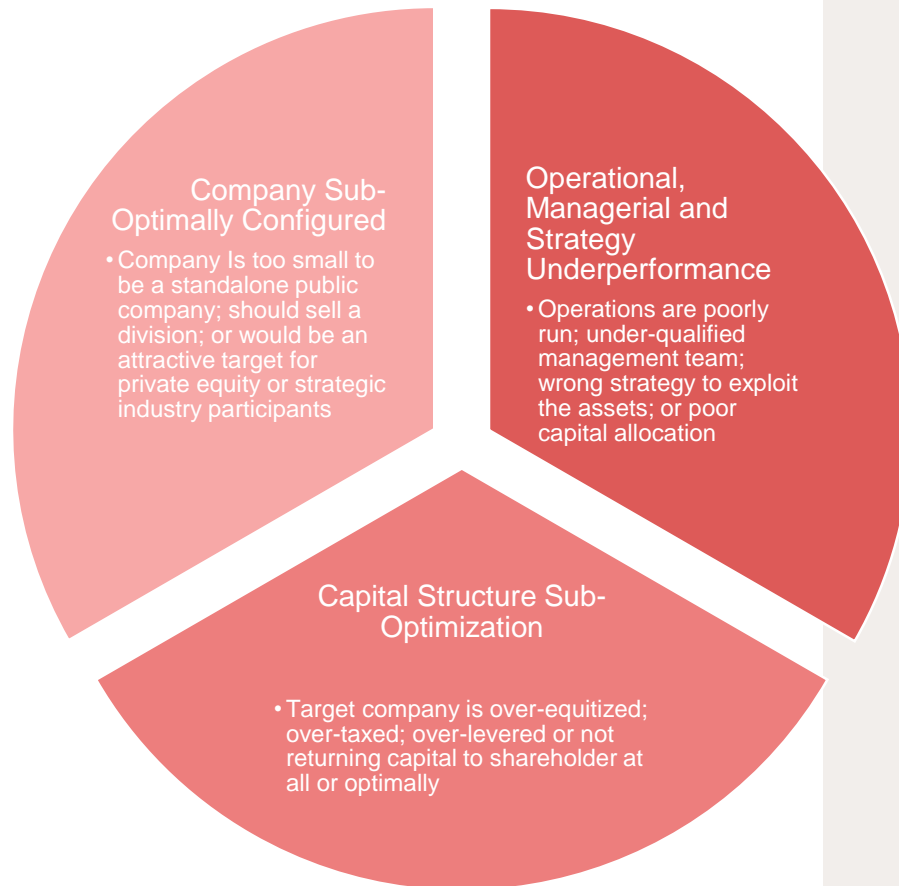 Company Sub-
Optimally Configured
• Company Is too small to
be a standalone public
company; should sell a
division; or would be an
attractive target for
private equity or strategic
industry participants
Operational,
Managerial and
Strategy
Underperformance
• Operations are poorly
run; under-qualified
management team;
wrong strategy to exploit
the assets; or poor
capital allocation
Capital Structure Sub-
Optimization
• Target company is over-equitized;
over-taxed; over-levered or not
returning capital to shareholder at
all or optimally